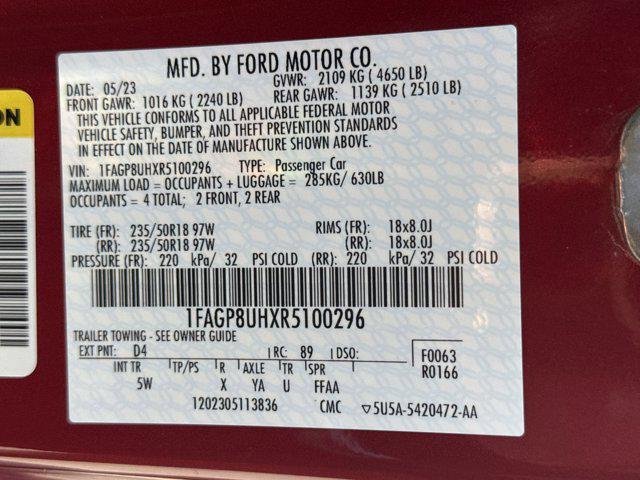 ON
MFD. BY FORD MOTOR CO.
DATE: 05/23 GVWR: 2109 KG ( 4650 LB)
FRONT GAWR: 1016 KG ( 2240 LB) REAR GAWR: 1139 KG ( 2510 LB)
THIS VEHICLE CONFORMS TO ALL APPLICABLE FEDERAL MOTOR
VEHICLE SAFETY, BUMPER, AND THEFT PREVENTION STANDARDS
IN EFFECT ON THE DATE OF MANUFACTURE SHOWN ABOVE.
VIN: 1FAGP8UHXR5100296 TYPE: Passenger Car
MAXIMUM LOAD = OCCUPANTS + LUGGAGE = 285KG/ 630LB
OCCUPANTS = 4 TOTAL; 2 FRONT, 2 REAR
TIRE (FR): 235/50R18 97W RIMS (FR): 18x8.0J
(RR): 235/50R18 97W (RR): 18x8.0J
PRESSURE (FR): 220 kPa/ 32 PSI COLD (RR): 220 kPa/ 32 PSI COLD
1FAGP8UHXR5100296
TRAILER TOWING - SEE OWNER GUIDE
EXT PNT: D4 RC: 89 DSO: F0063
INT TR TP/PS R AXLE TR SPR R0166
5W X YA U FFAA
1202305113836 CMC 5U5A-5420472-AA